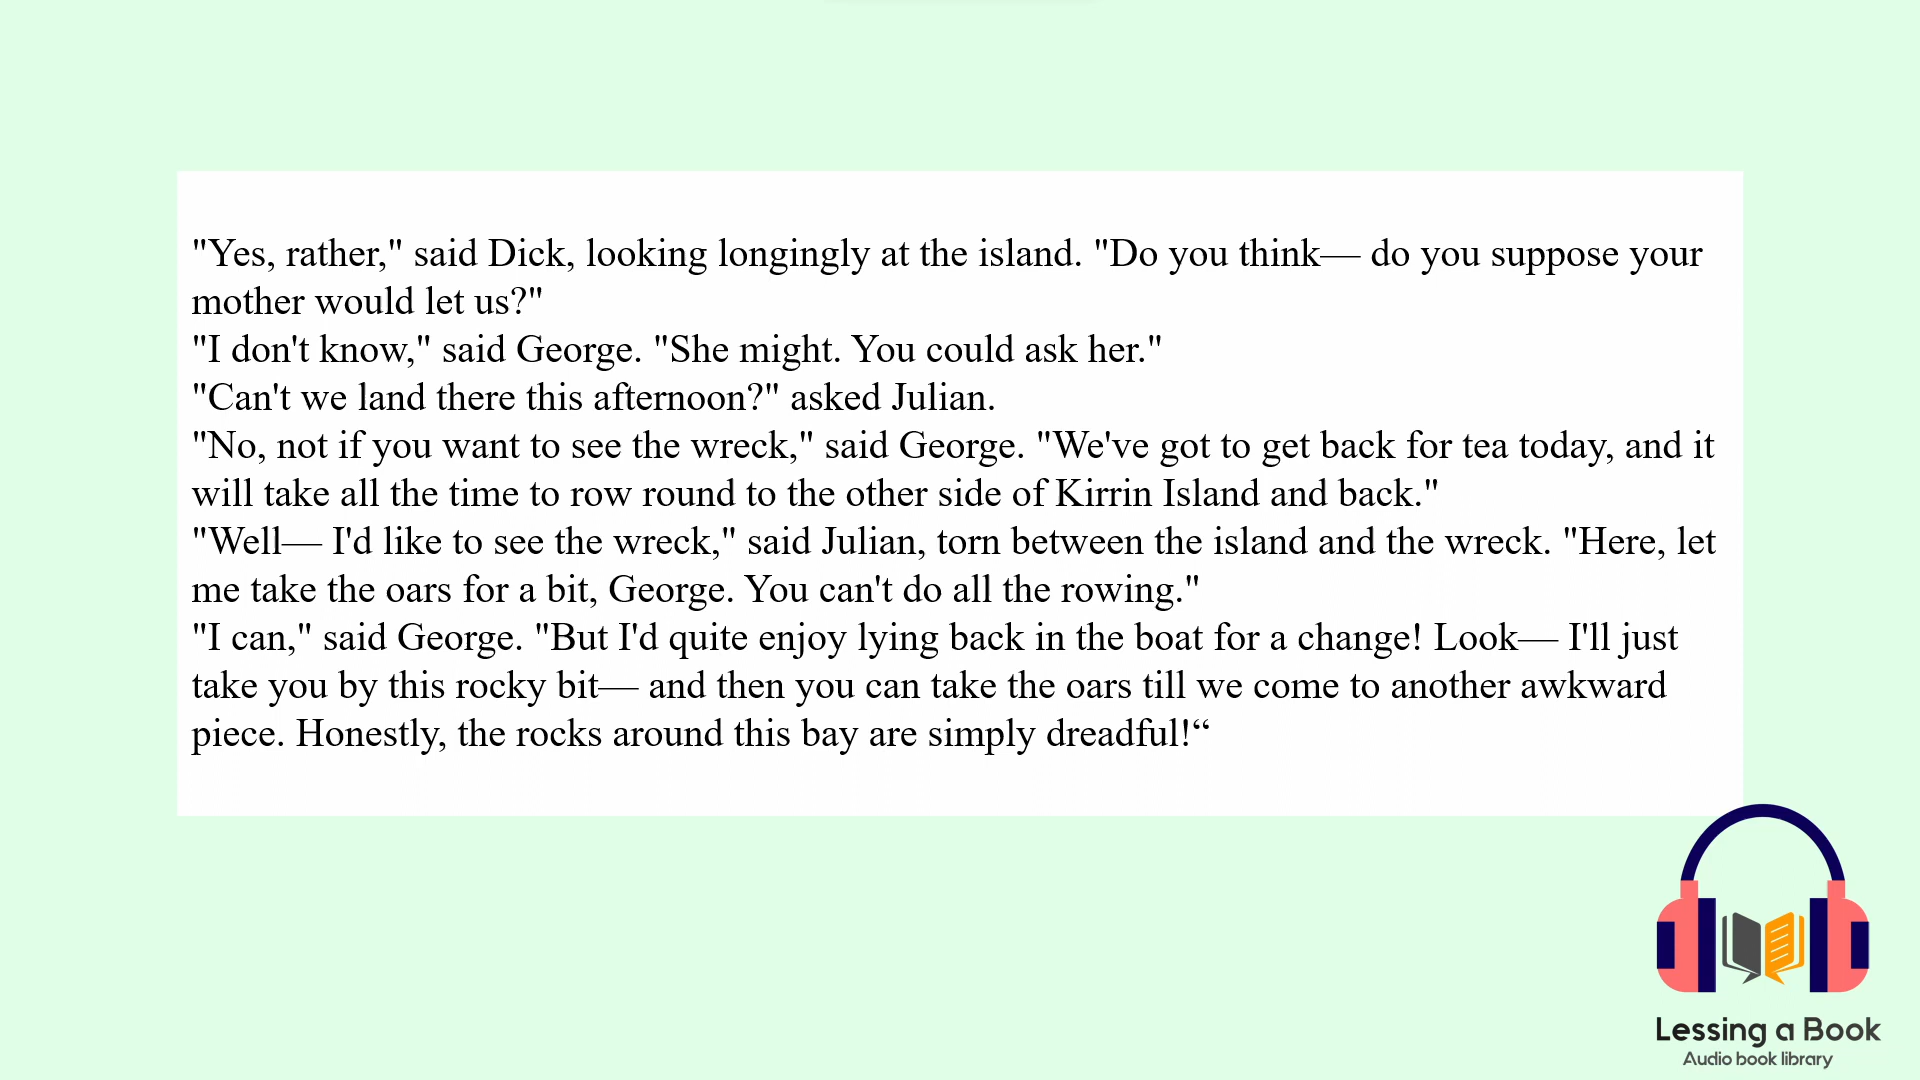 "Yes, rather," said Dick, looking longingly at the island. "Do you think— do you suppose your
mother would let us?"
"I don't know," said George. "She might. You could ask her."
"Can't we land there this afternoon?" asked Julian.
"No, not if you want to see the wreck," said George. "We've got to get back for tea today, and it
will take all the time to row round to the other side of Kirrin Island and back."
"Well— I'd like to see the wreck," said Julian, torn between the island and the wreck. "Here, let
me take the oars for a bit, George. You can't do all the rowing."
"I can," said George. "But I'd quite enjoy lying back in the boat for a change! Look— I'll just
take you by this rocky bit— and then you can take the oars till we come to another awkward
piece. Honestly, the rocks around this bay are simply dreadful!“
Lessing a Book
Audio book library